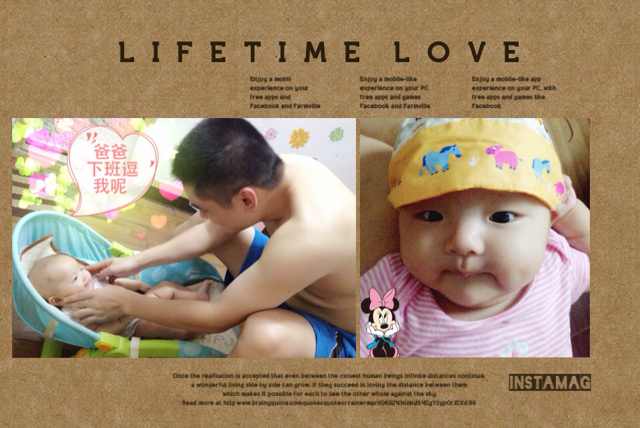 LIFETIME LOVE
Enjoy a mobil
experience on your
free apps and
Facebook and Farmville
Enjoy a mobile-like
experience on your PC.
free apps and games
Facebook and Farmville
Enjoy a mobile-like app
experience on your PC, with
free apps and games like
Facebook
爸爸
下班逗
我呢
Once the realisation is accepted that even between the closest human beings infinite distances continue,
a wonderful living side by side can grow, if they succeed in loving the distance between them
which makes it possible for each to see the other whole against the sky.
Read more at
INSTAMAG